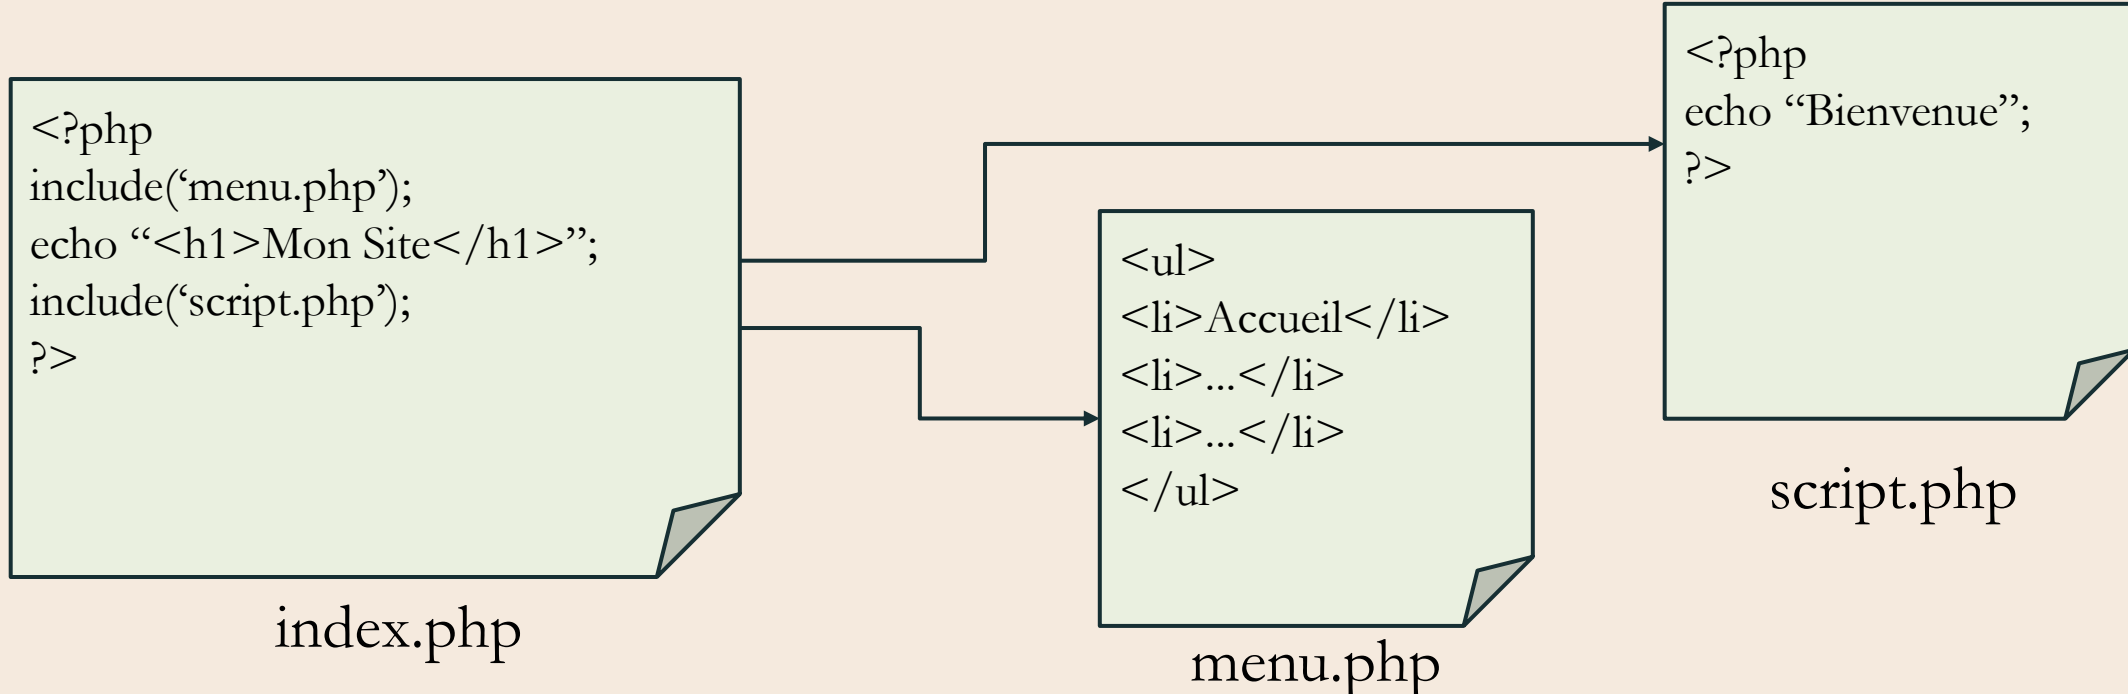 <?php
include(‘menu.php’);
echo “<h1>Mon Site</h1>”;
include(‘script.php’);
?>
index.php
<ul>
<li>Accueil</li>
<li>...</li>
<li>...</li>
</ul>
menu.php
<?php
echo “Bienvenue”;
?>
script.php